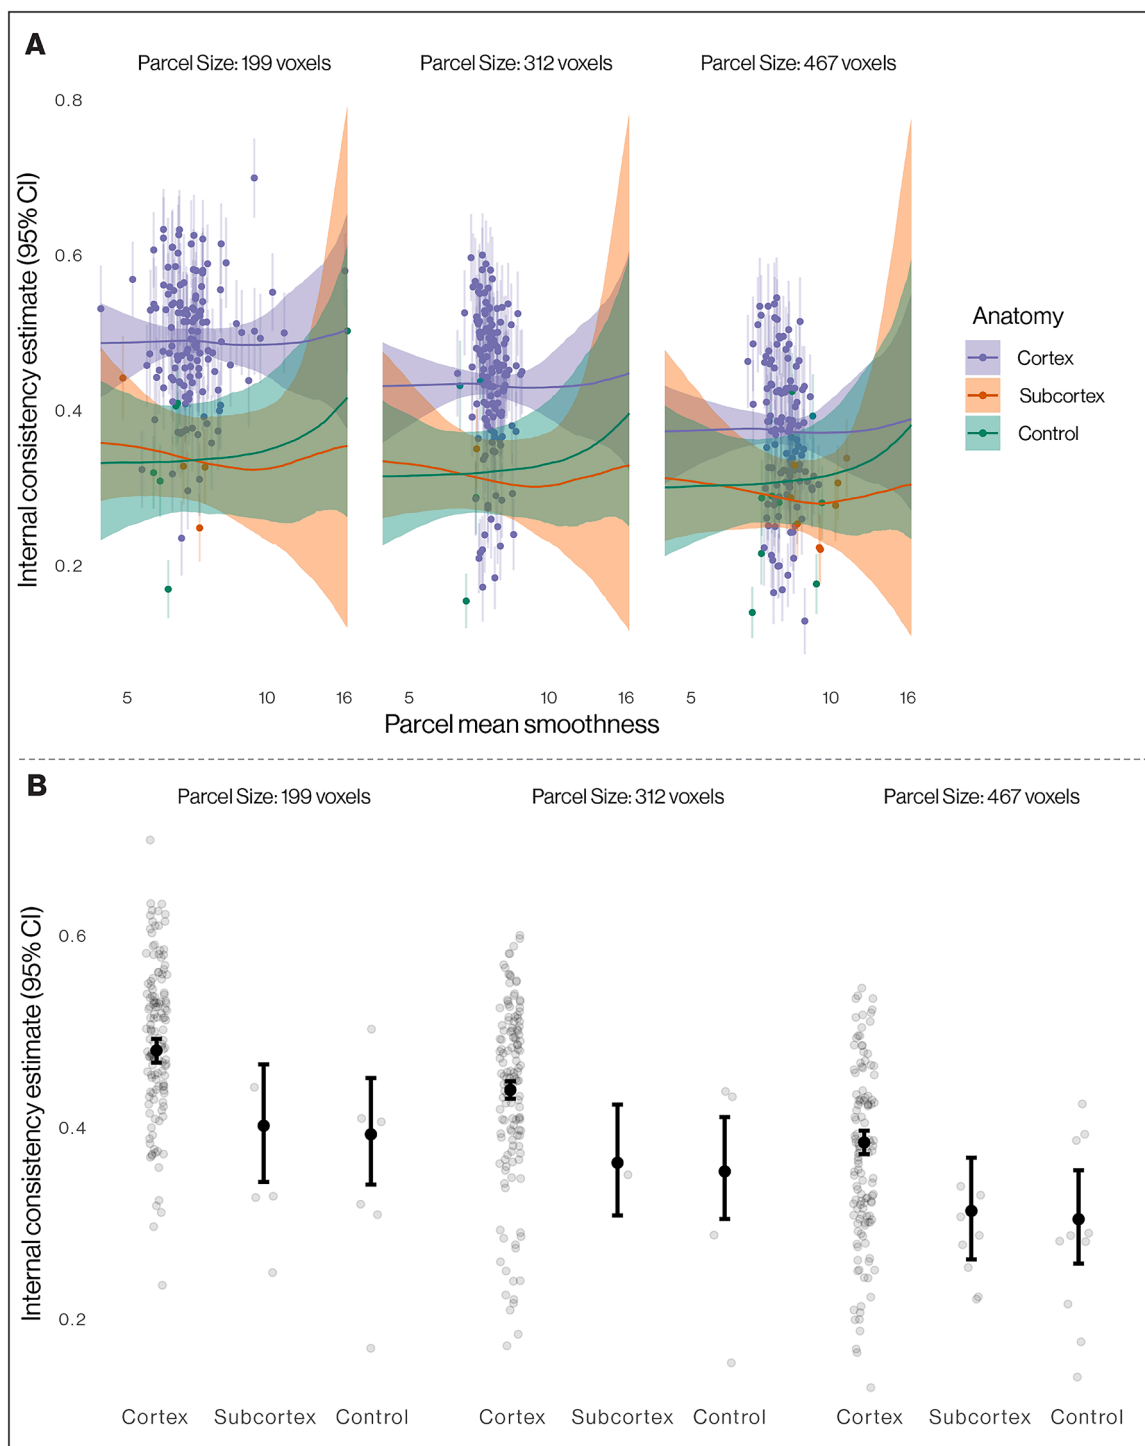 A
Parcel Size: 199 voxels
Parcel Size: 312 voxels
Parcel Size: 467 voxels
Internal consistency estimate (95% CI)
0.8
0.6
0.4
0.2
5
10
16
5
10
16
5
10
16
Parcel mean smoothness
Anatomy
Cortex
Subcortex
Control
B
Parcel Size: 199 voxels
Parcel Size: 312 voxels
Parcel Size: 467 voxels
Internal consistency estimate (95% CI)
0.6
0.4
0.2
Cortex
Subcortex
Control
Cortex
Subcortex
Control
Cortex
Subcortex
Control